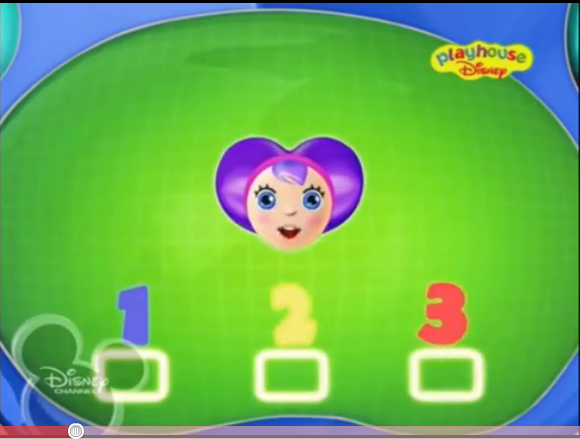 playhouse
Disney
1 2 3
Disney
CHANNEL